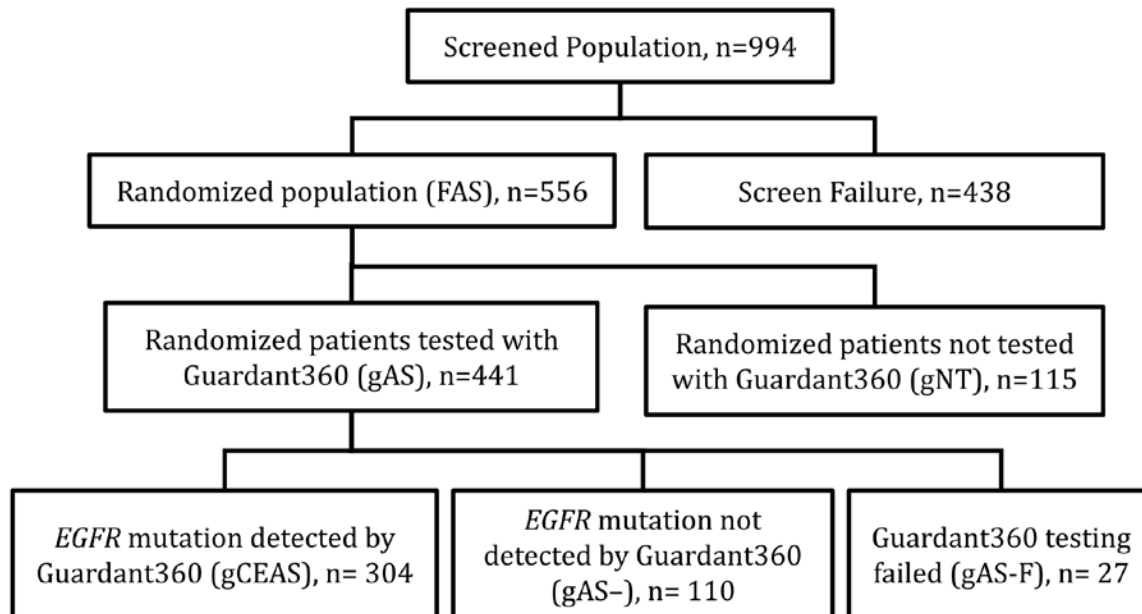 Screened Population, n=994
Randomized population (FAS), n=556
Screen Failure, n=438
Randomized patients tested with
Guardant360 (gAS), n=441
Randomized patients not tested
with Guardant360 (gNT), n=115
EGFR mutation detected by
Guardant360 (gCEAS), n= 304
EGFR mutation not
detected by Guardant360
(gAS–), n= 110
Guardant360 testing
failed (gAS-F), n= 27